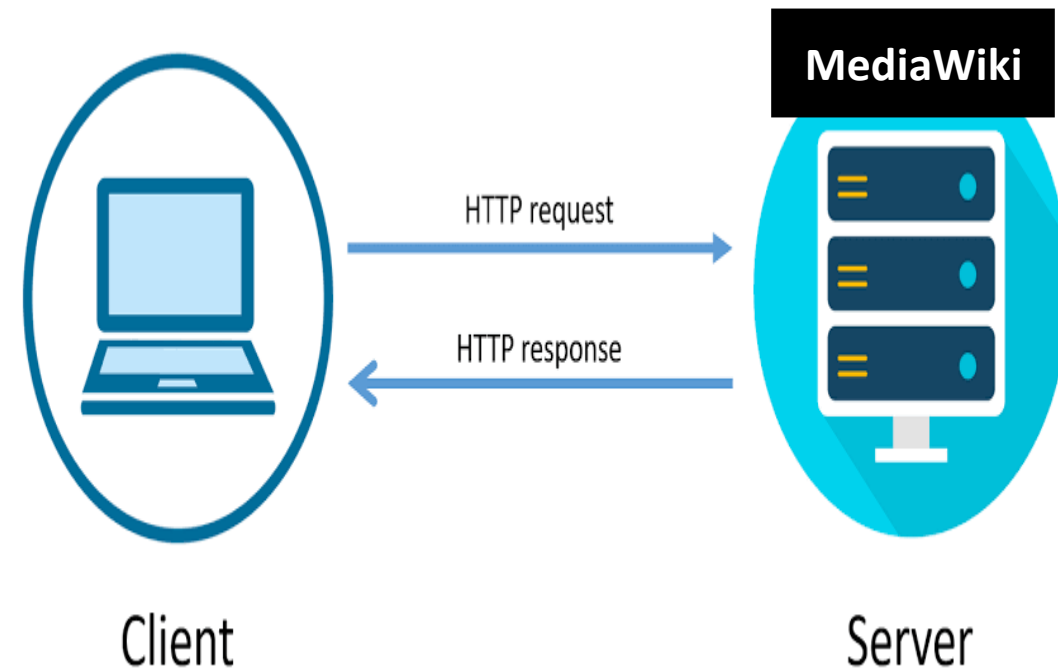 MediaWiki
HTTP request
HTTP response
Client
Server